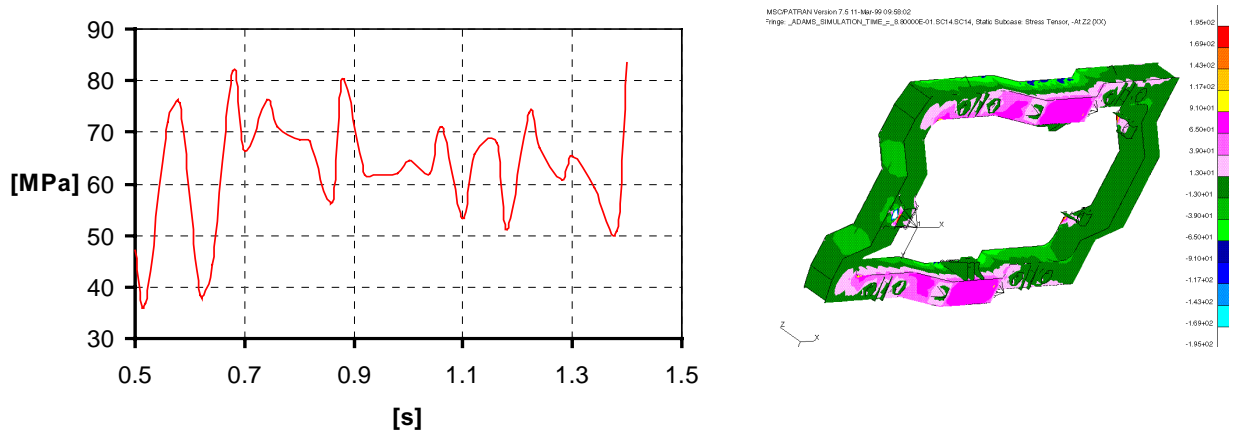 90
80
70
60
50
40
30
[MPa]
0.5 0.7 0.9 1.1 1.3 1.5
[s]
MSC/PATRAN Version 7.5 11-Mar-99 09:58:02
Fringe: _ADAMS_SIMULATION_TIME_=_8.80000E-01.SC14.SC14, Static Subcase: Stress Tensor, -At Z2 (XX)
1.95+02
1.69+02
1.43+02
1.17+02
9.10+01
6.50+01
3.90+01
1.30+01
-1.30+01
-3.90+01
-6.50+01
-9.10+01
-1.17+02
-1.43+02
-1.69+02
-1.95+02
X
Z
X
Y